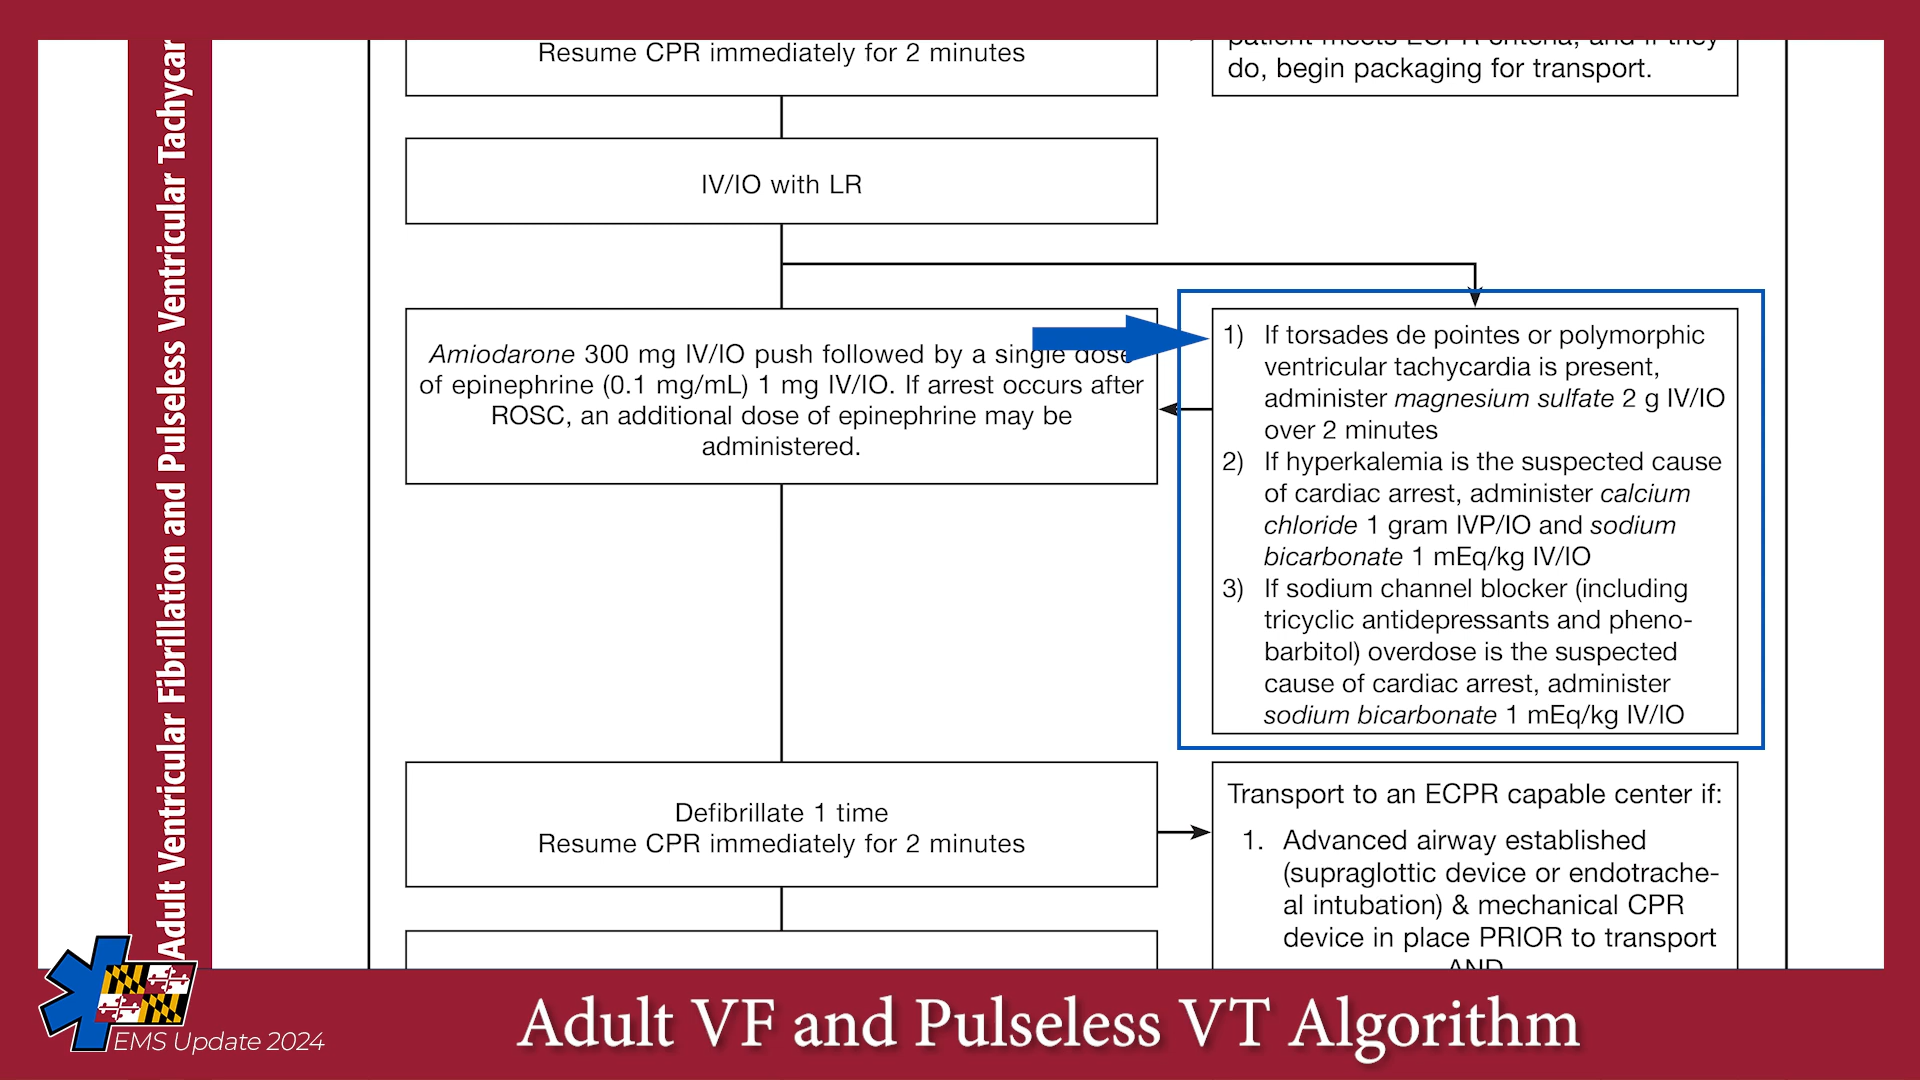 Adult Ventricular Fibrillation and Pulseless Ventricular Tachycar
Resume CPR immediately for 2 minutes
patient meets ECPR criteria, and if they
do, begin packaging for transport.
IV/IO with LR
Amiodarone 300 mg IV/IO push followed by a single dose
of epinephrine (0.1 mg/mL) 1 mg IV/IO. If arrest occurs after
ROSC, an additional dose of epinephrine may be
administered.
1) If torsades de pointes or polymorphic
ventricular tachycardia is present,
administer magnesium sulfate 2 g IV/IO
over 2 minutes
2) If hyperkalemia is the suspected cause
of cardiac arrest, administer calcium
chloride 1 gram IVP/IO and sodium
bicarbonate 1 mEq/kg IV/IO
3) If sodium channel blocker (including
tricyclic antidepressants and pheno-
barbitol) overdose is the suspected
cause of cardiac arrest, administer
sodium bicarbonate 1 mEq/kg IV/IO
Defibrillate 1 time
Resume CPR immediately for 2 minutes
Transport to an ECPR capable center if:
1. Advanced airway established
(supraglottic device or endotrache-
al intubation) & mechanical CPR
device in place PRIOR to transport
AND
EMS Update 2024
Adult VF and Pulseless VT Algorithm